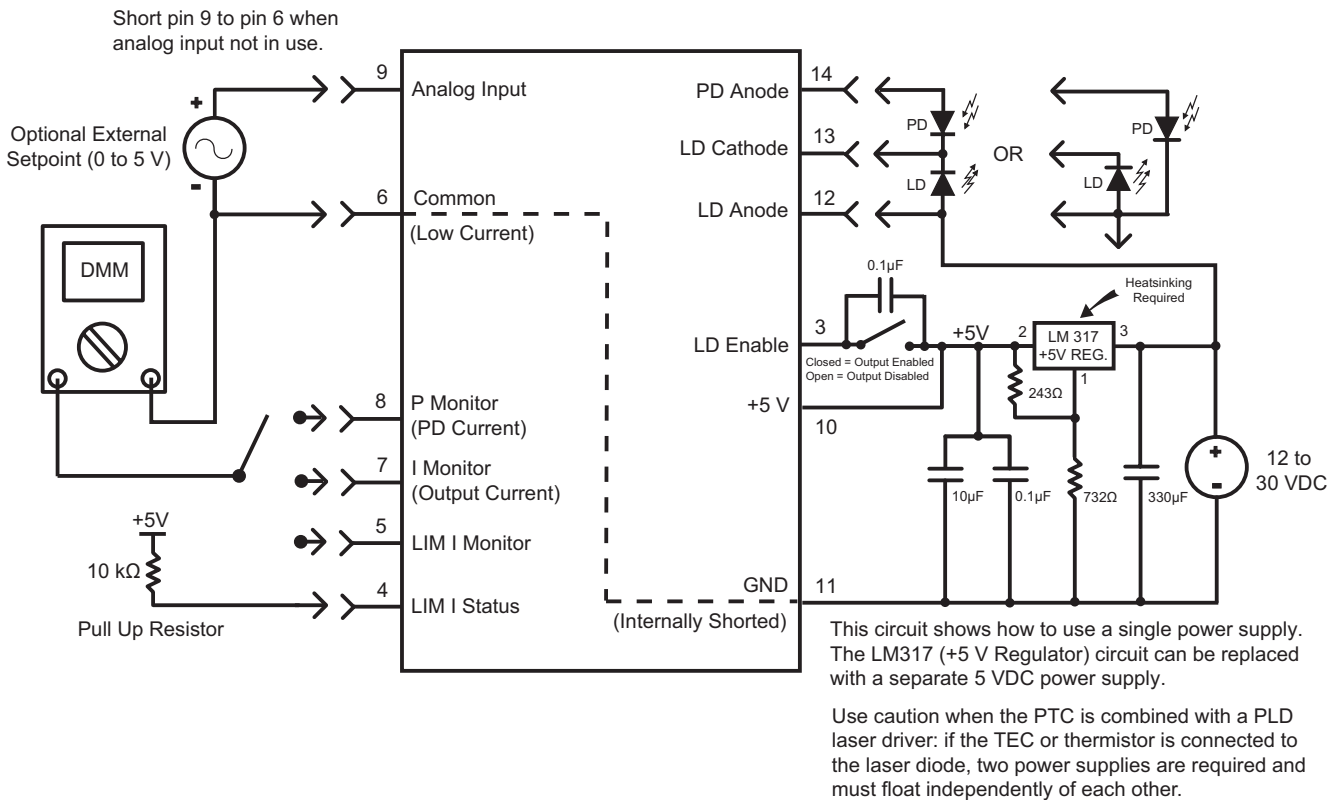 Short pin 9 to pin 6 when
analog input not in use.
Optional External
Setpoint (0 to 5 V)
+
-
DMM
9
Analog Input
6
Common
(Low Current)
8
P Monitor
(PD Current)
7
I Monitor
(Output Current)
5
LIM I Monitor
4
LIM I Status
+5V
10 kΩ
Pull Up Resistor
PD Anode
14
LD Cathode
13
LD Anode
12
PD
LD
OR
PD
LD
LD Enable
3
0.1µF
Closed = Output Enabled
Open = Output Disabled
+5 V
10
+5V
2
LM 317
+5V REG.
3
1
Heatsinking
Required
243Ω
10µF
0.1µF
732Ω
330µF
+
-
12 to
30 VDC
GND
11
(Internally Shorted)
This circuit shows how to use a single power supply.
The LM317 (+5 V Regulator) circuit can be replaced
with a separate 5 VDC power supply.
Use caution when the PTC is combined with a PLD
laser driver: if the TEC or thermistor is connected to
the laser diode, two power supplies are required and
must float independently of each other.